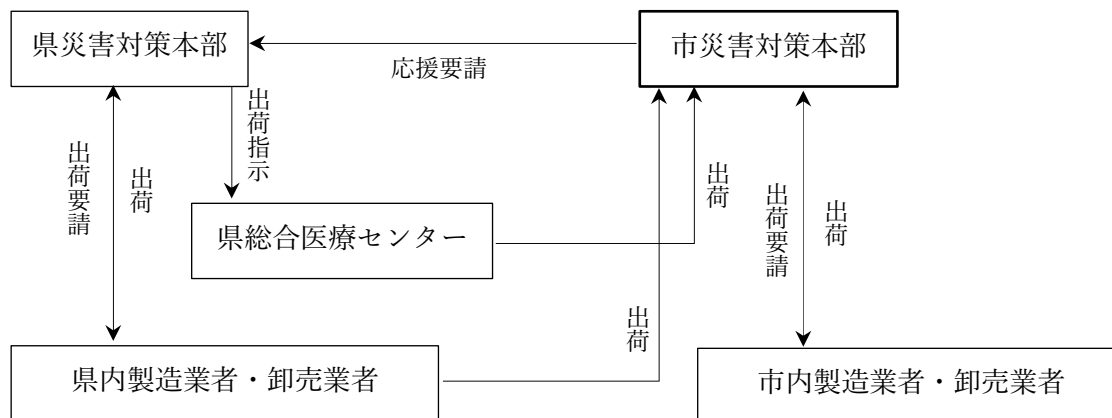 県災害対策本部
市災害対策本部
応援要請
出荷指示
出荷要請
出荷
出荷
出荷要請
出荷
県総合医療センター
出荷
県内製造業者・卸売業者
市内製造業者・卸売業者